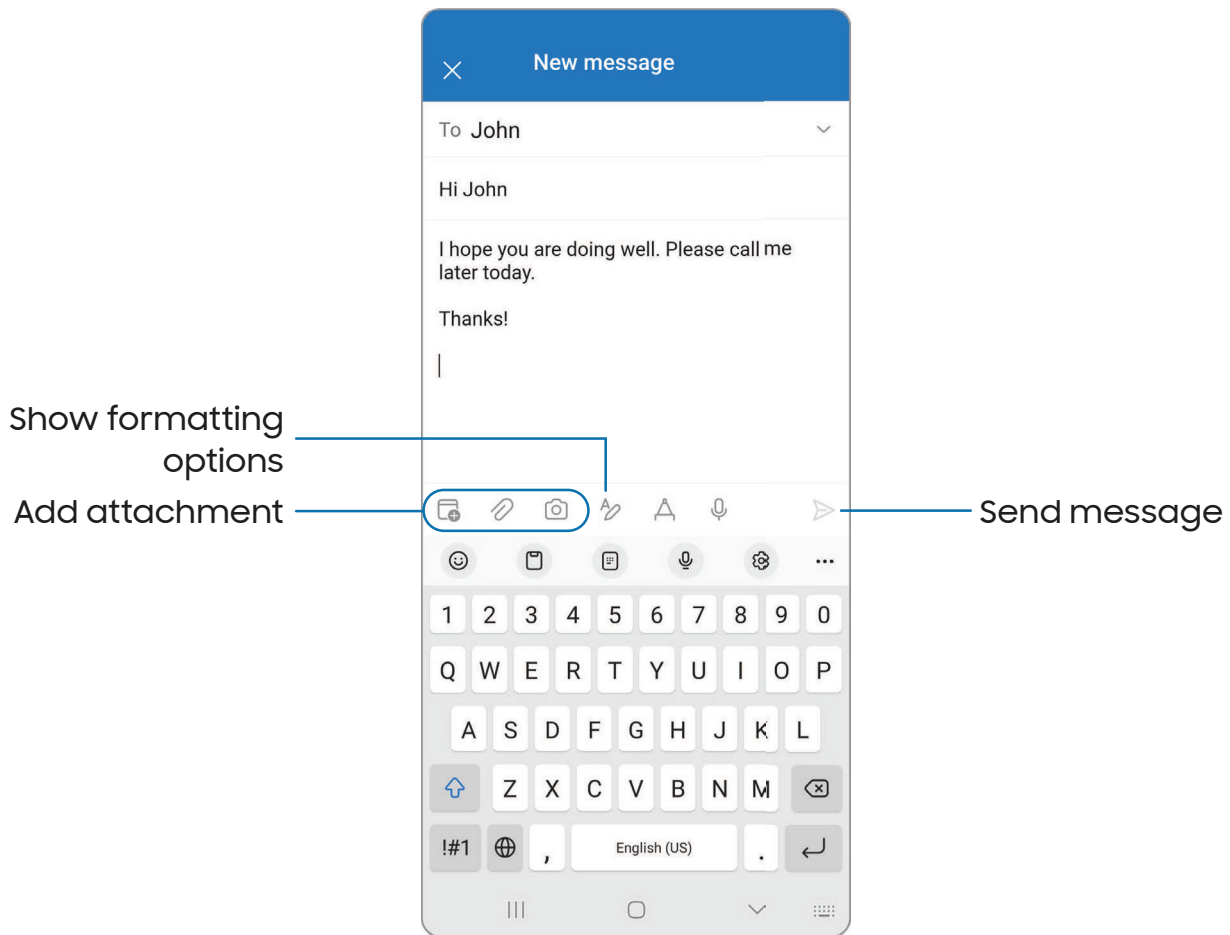 New message
To John
Hi John
I hope you are doing well. Please call me
later today.
Thanks!
Show formatting
options
Add attachment
Send message
1 2 3 4 5 6 7 8 9 0
Q W E R T Y U I O P
A S D F G H J K L
Z X C V B N M
!#1 , English (US) .